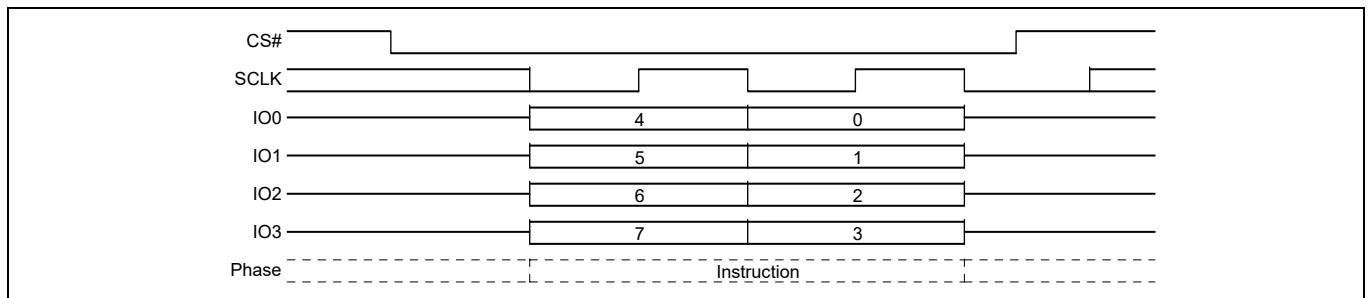 CS#
SCLK
IO0 4 0
IO1 5 1
IO2 6 2
IO3 7 3
Phase Instruction